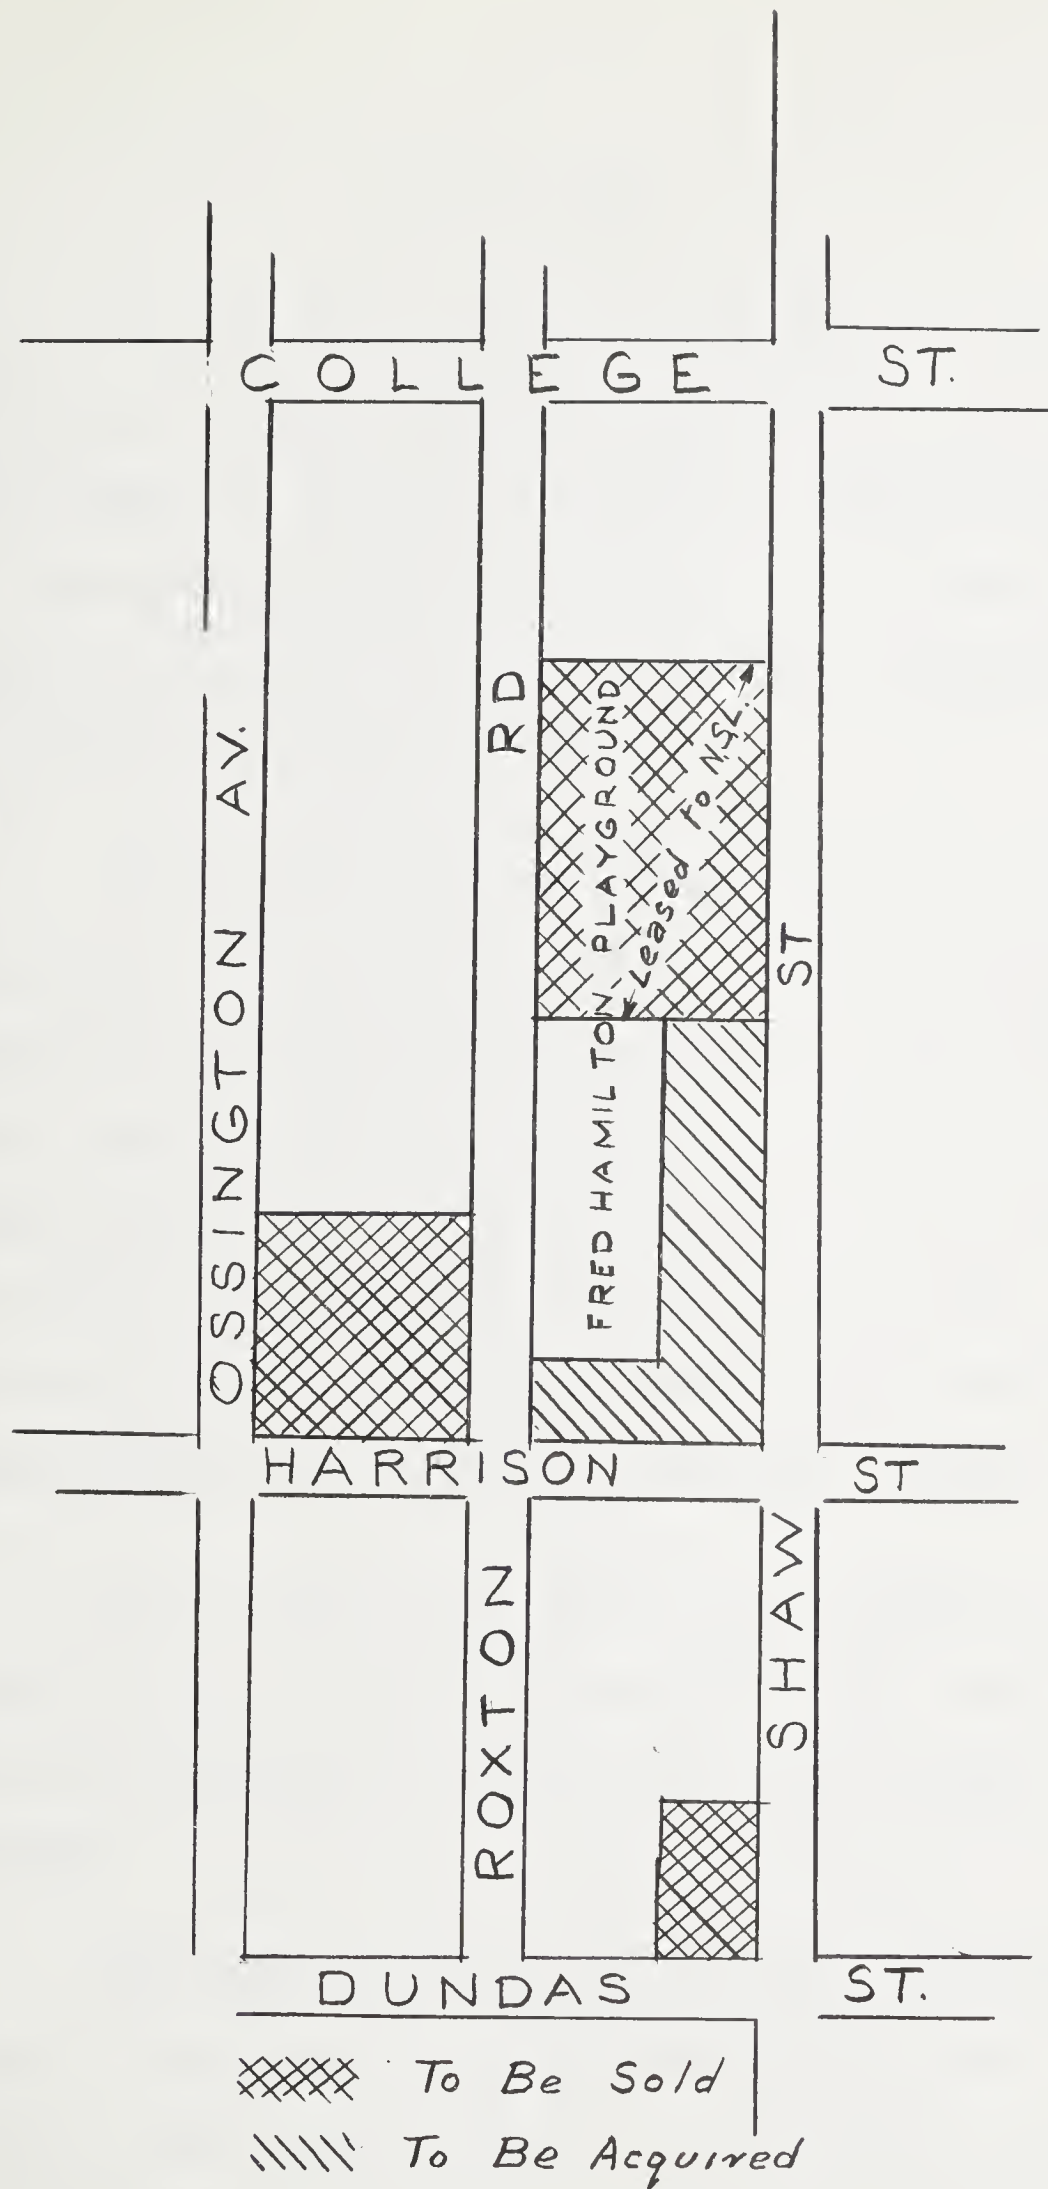 COLLEGE ST.
OSSINGTON AV.
ROXTON RD
FRED HAMILTON PLAYGROUND
Leased to N.S.L.
SHAW ST
HARRISON ST
DUNDAS ST.
To Be Sold
To Be Acquired